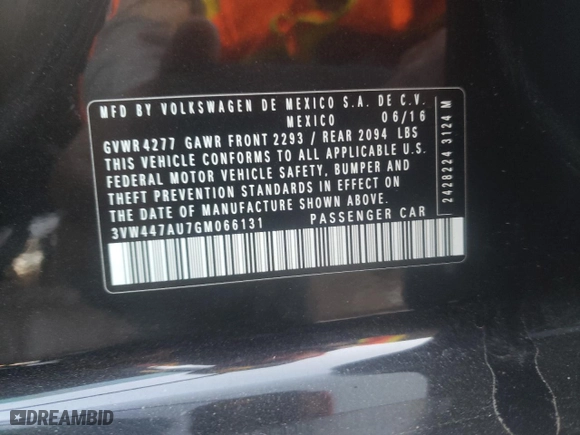 MFD BY VOLKSWAGEN DE MEXICO S.A. DE C.V.
MEXICO 06/16
GVWR 4277 GAWR FRONT 2293 / REAR 2094 LBS
THIS VEHICLE CONFORMS TO ALL APPLICABLE U.S.
FEDERAL MOTOR VEHICLE SAFETY, BUMPER AND
THEFT PREVENTION STANDARDS IN EFFECT ON
THE DATE OF MANUFACTURE SHOWN ABOVE.
3VW447AU7GM066131 PASSENGER CAR
2428224 3124 M
DREAMBID